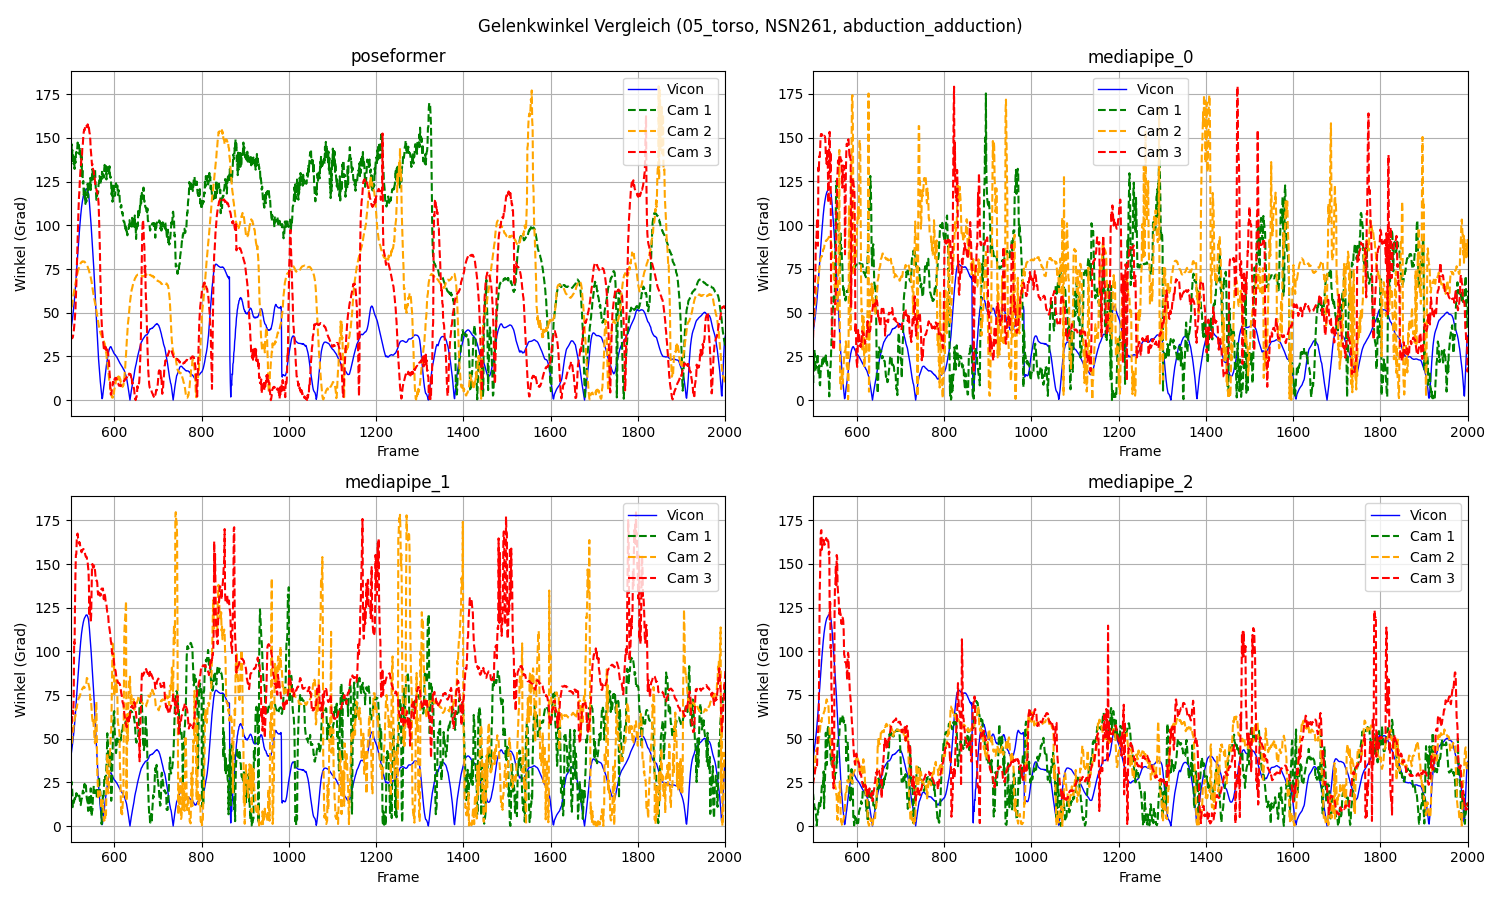 Gelenkwinkel Vergleich (05_torso, NSN261, abduction_adduction)
poseformer
Winkel (Grad)
175
150
125
100
75
50
25
0
Vicon
Cam 1
Cam 2
Cam 3
600 800 1000 1200 1400 1600 1800 2000
Frame
mediapipe_0
Winkel (Grad)
175
150
125
100
75
50
25
0
Vicon
Cam 1
Cam 2
Cam 3
600 800 1000 1200 1400 1600 1800 2000
Frame
mediapipe_1
Winkel (Grad)
175
150
125
100
75
50
25
0
Vicon
Cam 1
Cam 2
Cam 3
600 800 1000 1200 1400 1600 1800 2000
Frame
mediapipe_2
Winkel (Grad)
175
150
125
100
75
50
25
0
Vicon
Cam 1
Cam 2
Cam 3
600 800 1000 1200 1400 1600 1800 2000
Frame